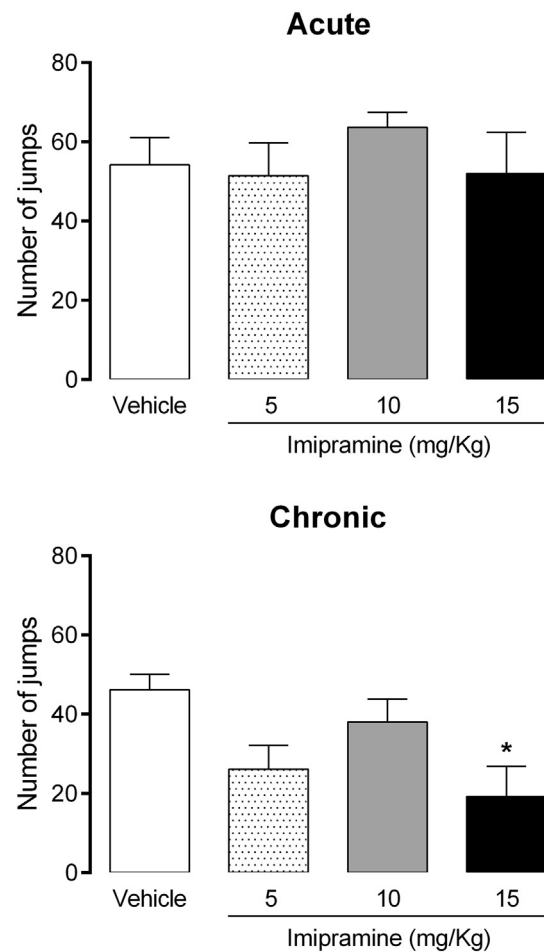 Acute
Number of jumps
80
60
40
20
0
Vehicle 5 10 15
Imipramine (mg/Kg)
Chronic
Number of jumps
80
60
40
20
0
*
Vehicle 5 10 15
Imipramine (mg/Kg)